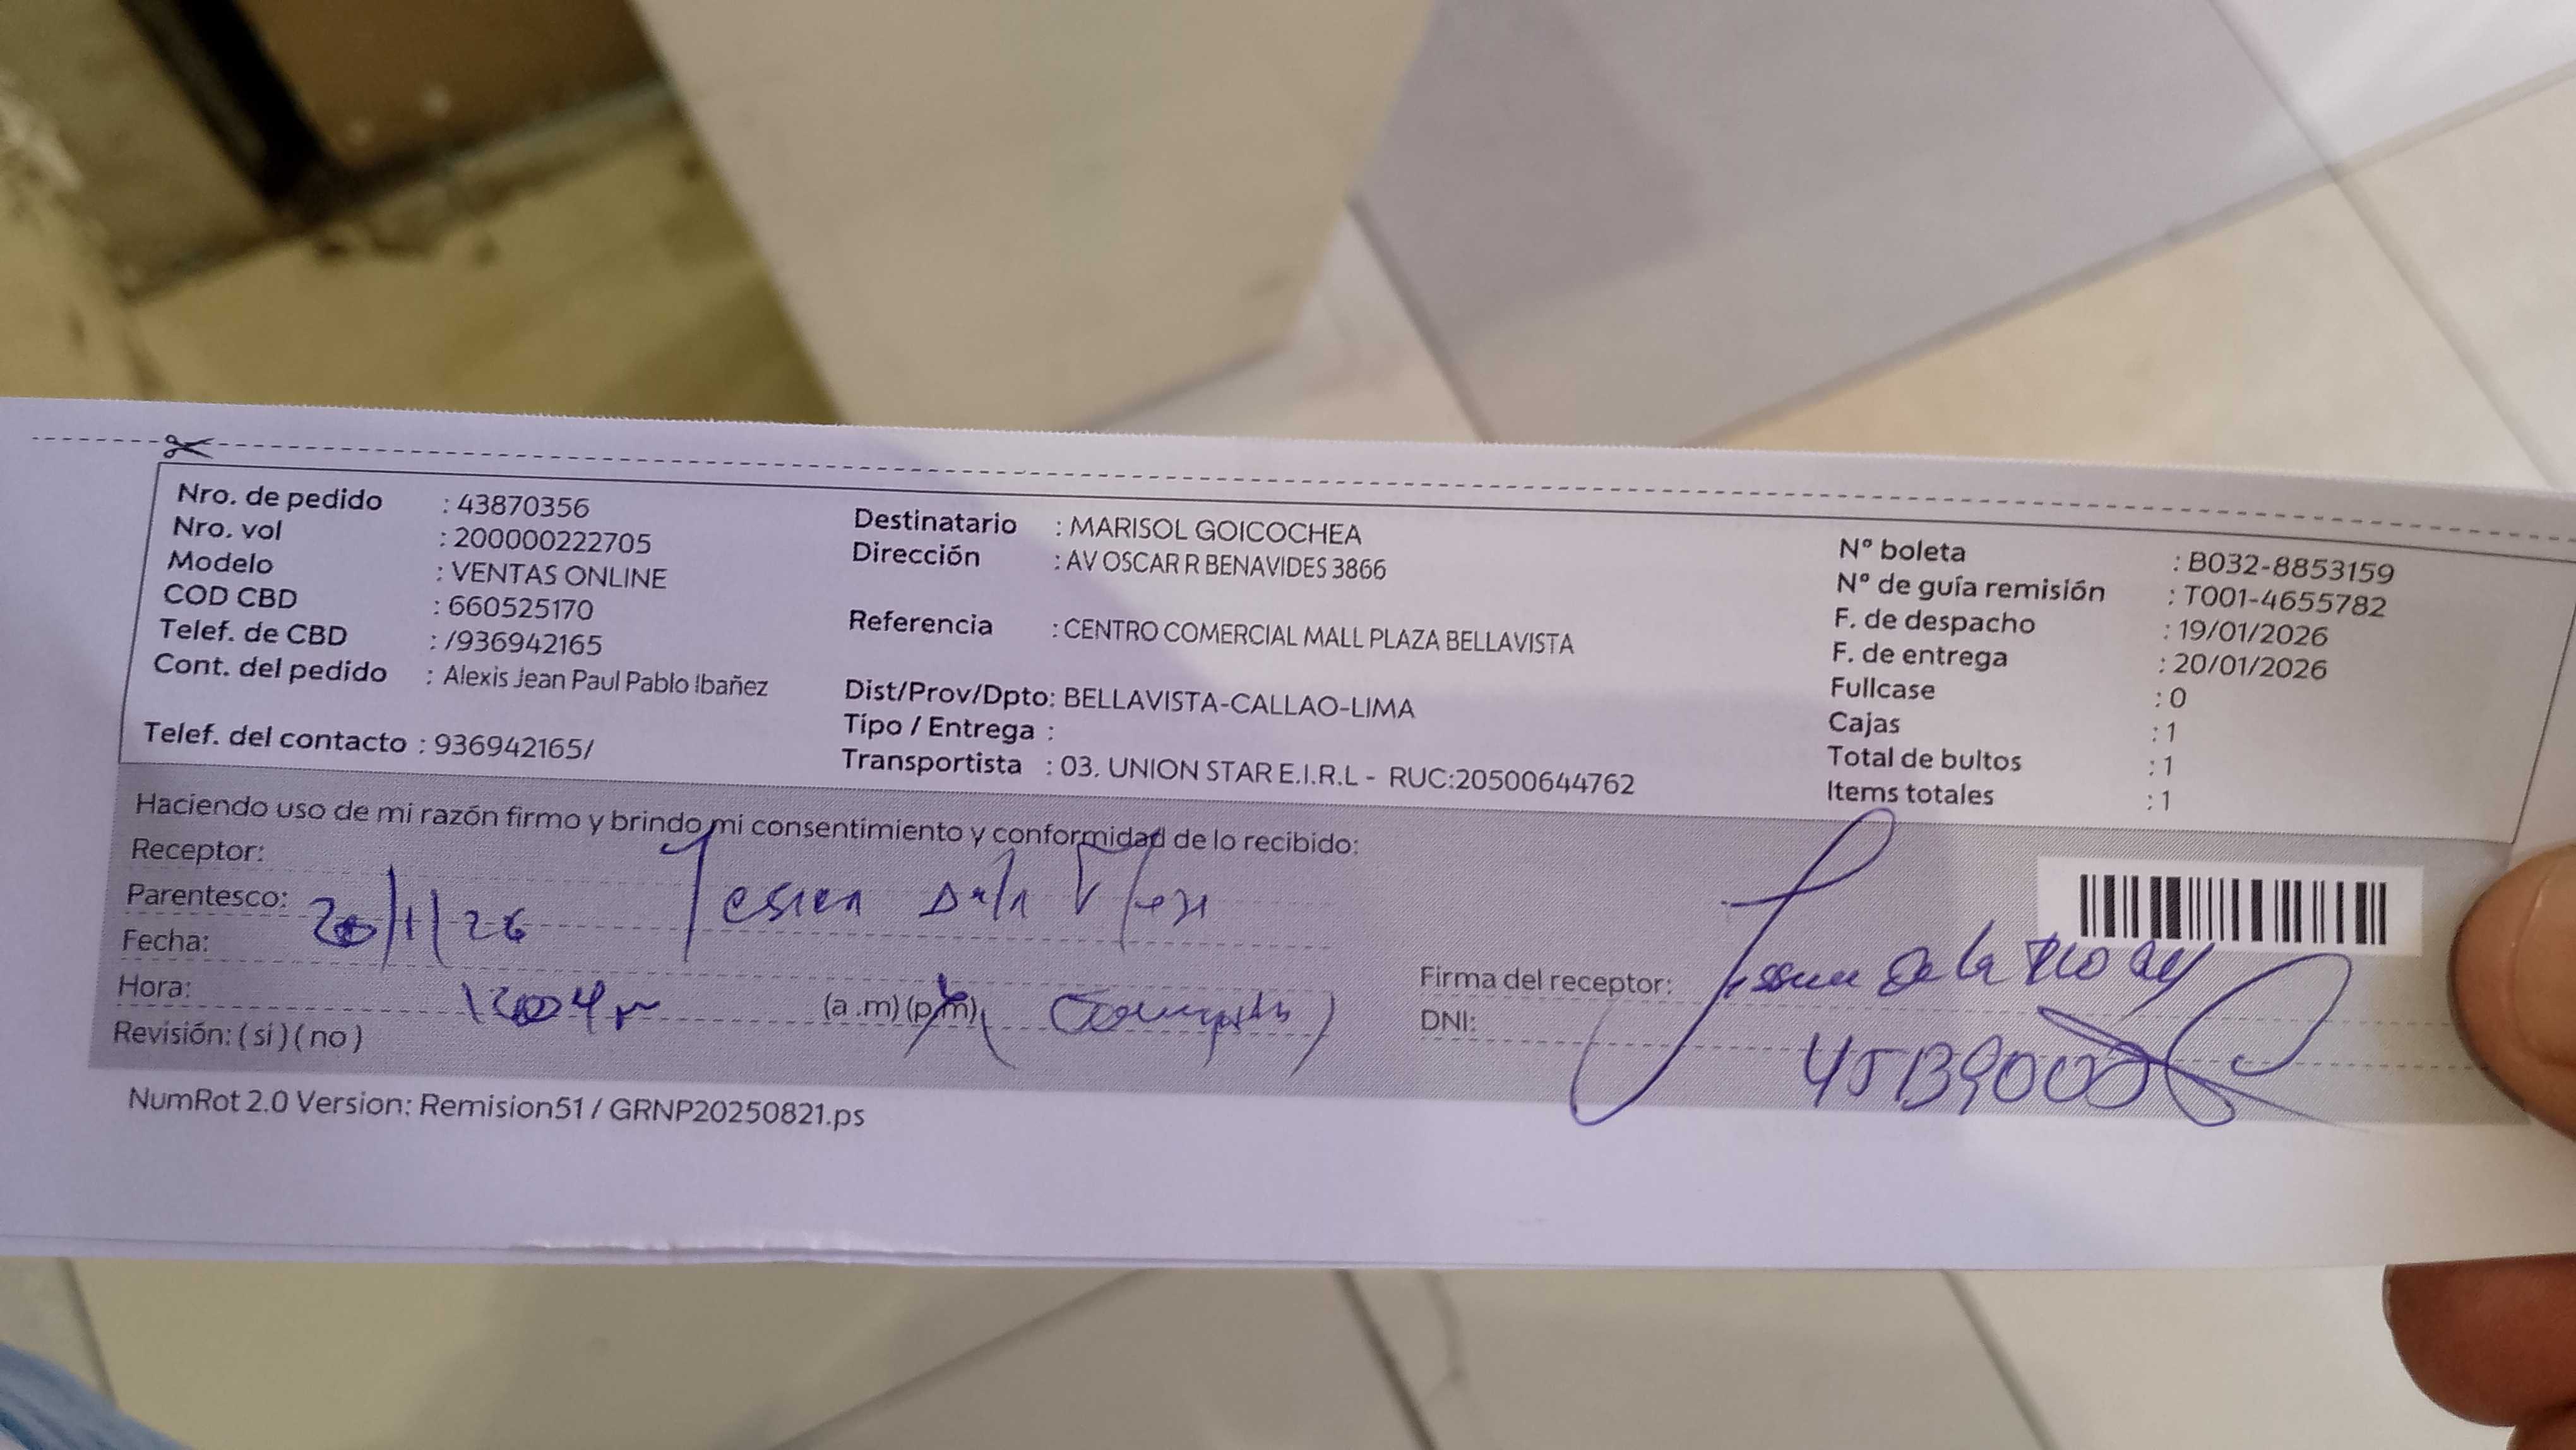 Nro. de pedido : 43870356
Nro. vol : 200000222705
Modelo : VENTAS ONLINE
COD CBD : 660525170
Telef. de CBD : /936942165
Cont. del pedido : Alexis Jean Paul Pablo Ibañez
Telef. del contacto : 936942165/
Destinatario : MARISOL GOICOCHEA
Dirección : AV OSCAR R BENAVIDES 3866
Referencia : CENTRO COMERCIAL MALL PLAZA BELLAVISTA
Dist/Prov/Dpto: BELLAVISTA-CALLAO-LIMA
Tipo / Entrega :
Transportista : 03. UNION STAR E.I.R.L - RUC:20500644762
N° boleta : B032-8853159
N° de guía remisión : T001-4655782
F. de despacho : 19/01/2026
F. de entrega : 20/01/2026
Fullcase : 0
Cajas : 1
Total de bultos : 1
Items totales : 1
Haciendo uso de mi razón firmo y brindo mi consentimiento y conformidad de lo recibido:
Receptor:
Parentesco:
Fecha: 20/1/26
Hora: (a .m) (p.m)
Revisión: ( si ) ( no )
Firma del receptor:
DNI:
NumRot 2.0 Version: Remision51 / GRNP20250821.ps